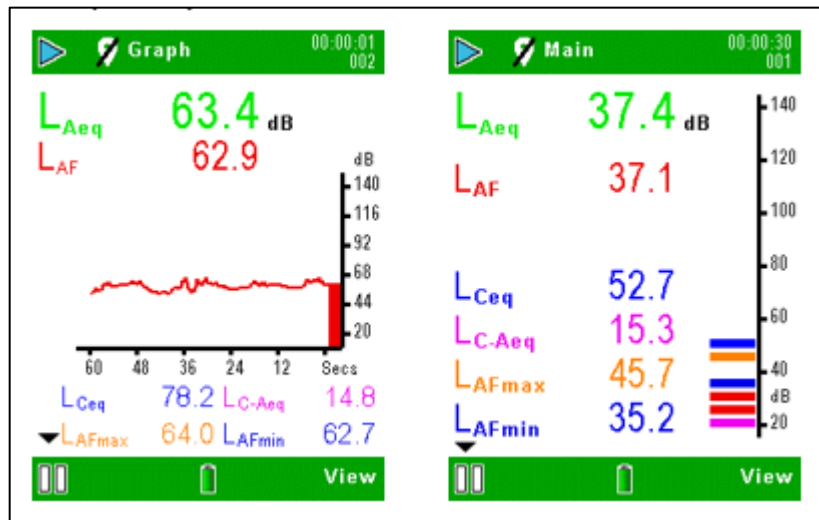 Graph 00:00:01
002
LAeq 63.4 dB
LAF 62.9
dB
140
116
92
68
44
20
60 48 36 24 12 Secs
LCeq 78.2 LC-Aeq 14.8
LAFmax 64.0 LAFmin 62.7
View
Main 00:00:30
001
LAeq 37.4 dB
LAF 37.1
LCeq 52.7
LC-Aeq 15.3
LAFmax 45.7
LAFmin 35.2
140
120
100
80
60
40
dB
20
View